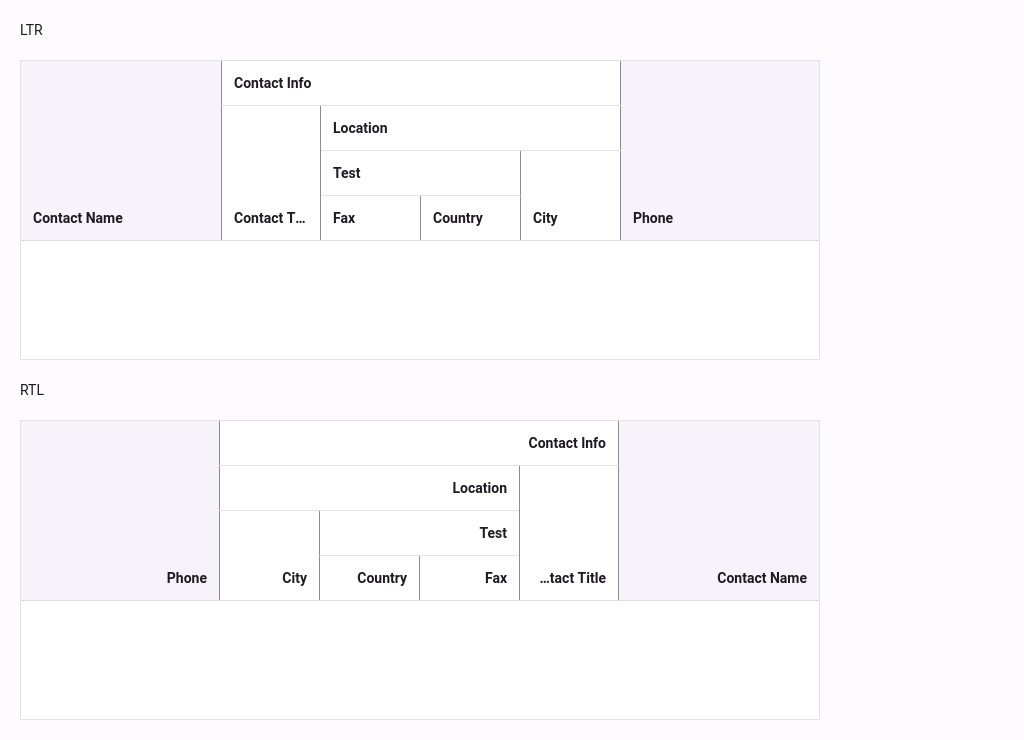 LTR
Contact Info
Location
Test
Contact Name
Contact T...
Fax
Country
City
Phone
RTL
Contact Info
Location
Test
Phone
City
Country
Fax
...tact Title
Contact Name